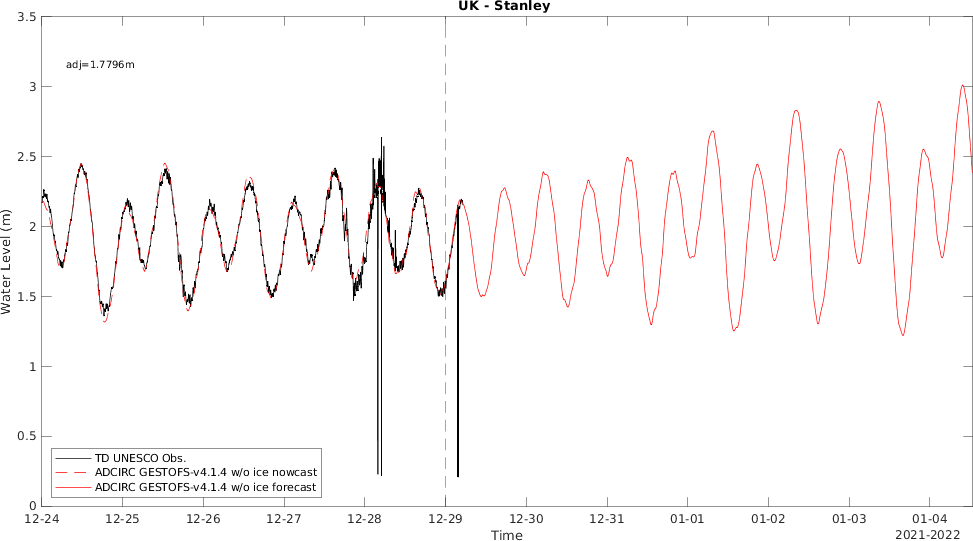 UK - Stanley
adj=1.7796m
3.5
3
2.5
2
1.5
1
0.5
0
Water Level (m)
TD UNESCO Obs.
ADCIRC GESTOFS-v4.1.4 w/o ice nowcast
ADCIRC GESTOFS-v4.1.4 w/o ice forecast
12-24 12-25 12-26 12-27 12-28 12-29 12-30 12-31 01-01 01-02 01-03 01-04
Time
2021-2022